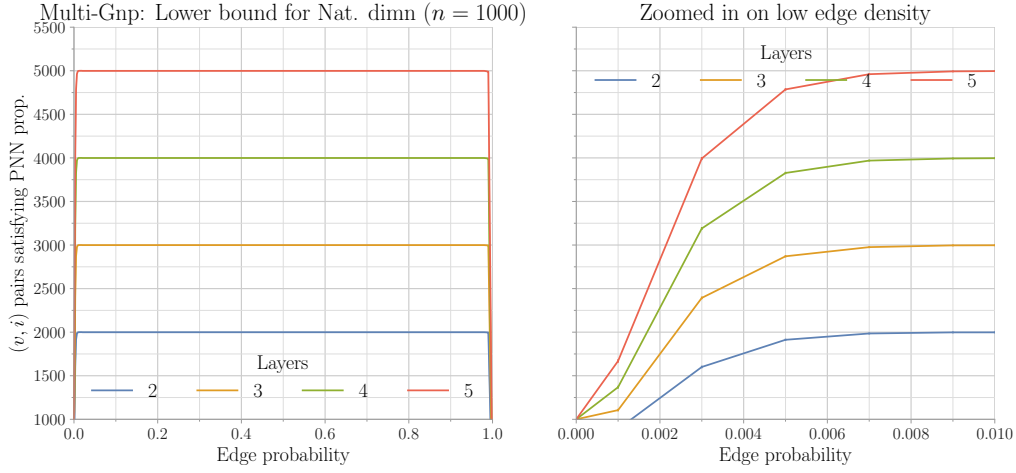 Multi-Gnp: Lower bound for Nat. dimn (n = 1000)
(v, i) pairs satisfying PNN prop.
5500
5000
4500
4000
3500
3000
2500
2000
1500
1000
Layers
2 3 4 5
0.0 0.2 0.4 0.6 0.8 1.0
Edge probability
Zoomed in on low edge density
Layers
2 3 4 5
0.000 0.002 0.004 0.006 0.008 0.010
Edge probability